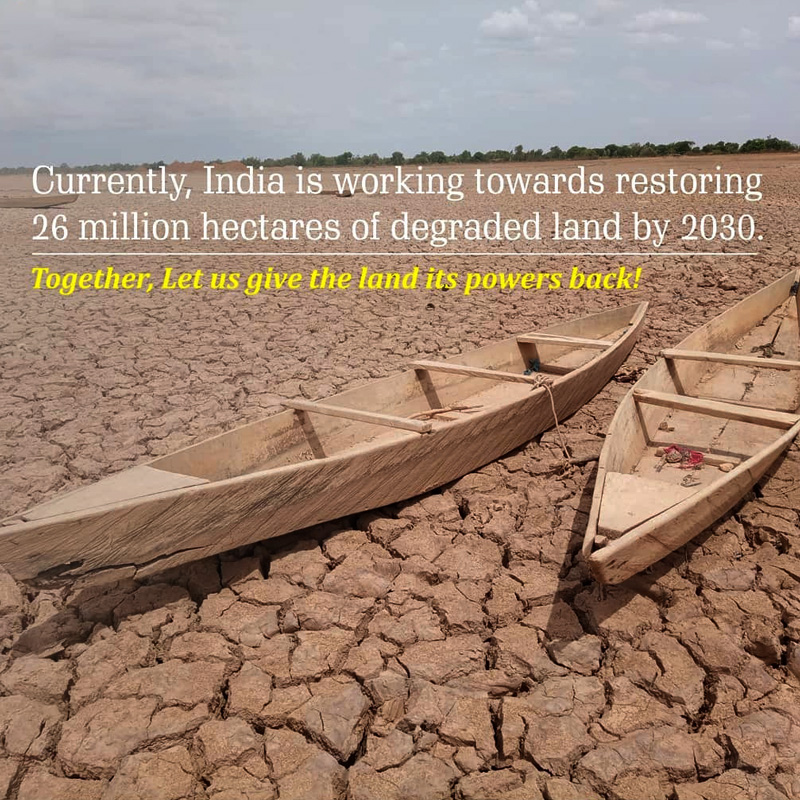 Currently, India is working towards restoring
26 million hectares of degraded land by 2030.
Together, Let us give the land its powers back!